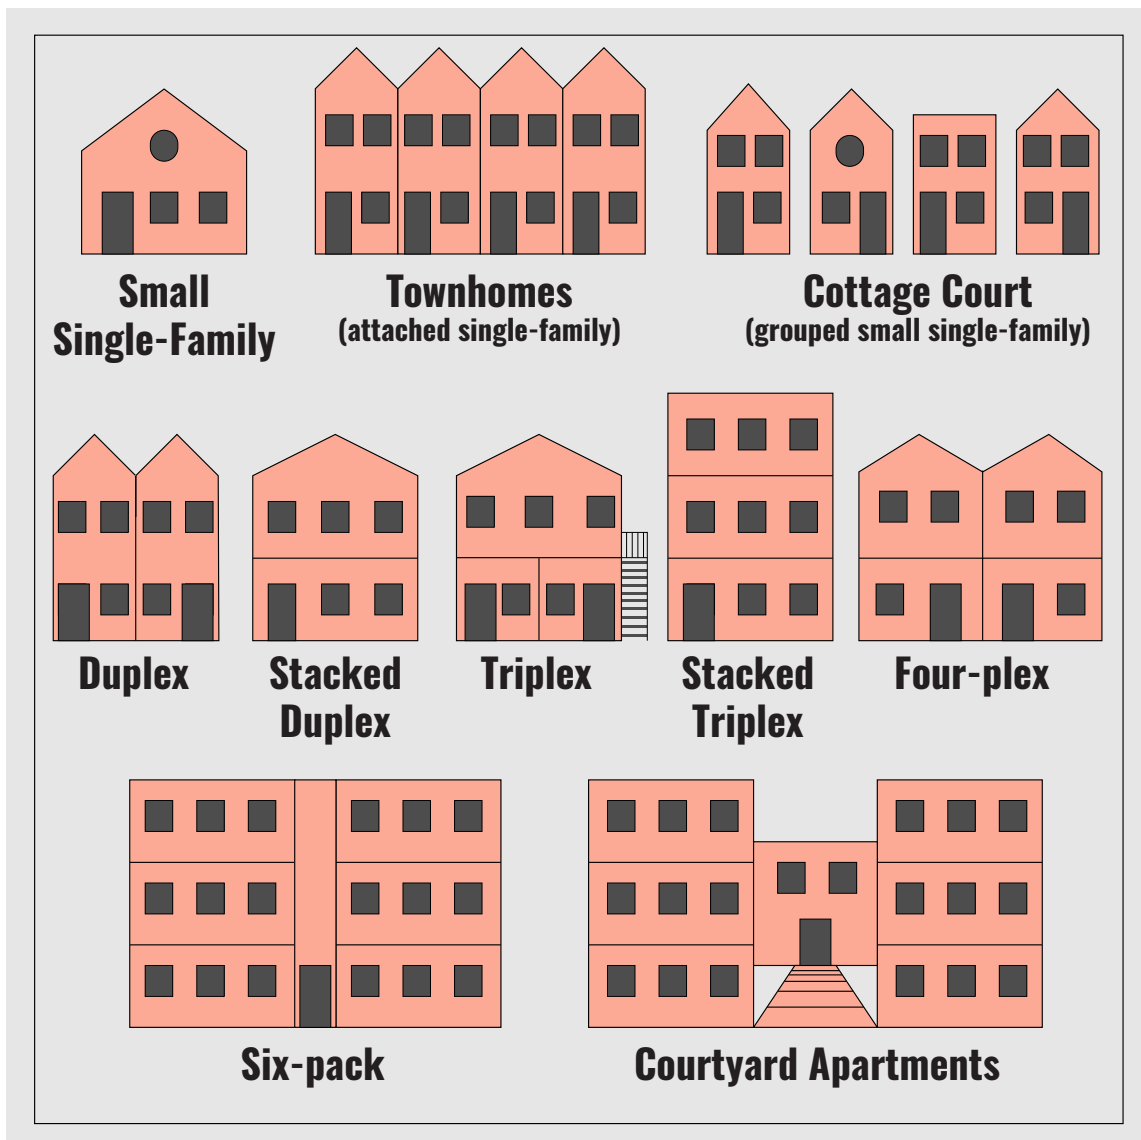 Small
Single-Family
Townhomes
(attached single-family)
Cottage Court
(grouped small single-family)
Duplex
Stacked
Duplex
Triplex
Stacked
Triplex
Four-plex
Six-pack
Courtyard Apartments